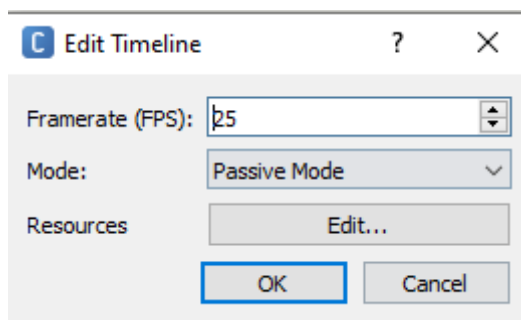 C Edit Timeline ?
Framerate (FPS): 25
Mode: Passive Mode
Resources Edit...
OK Cancel